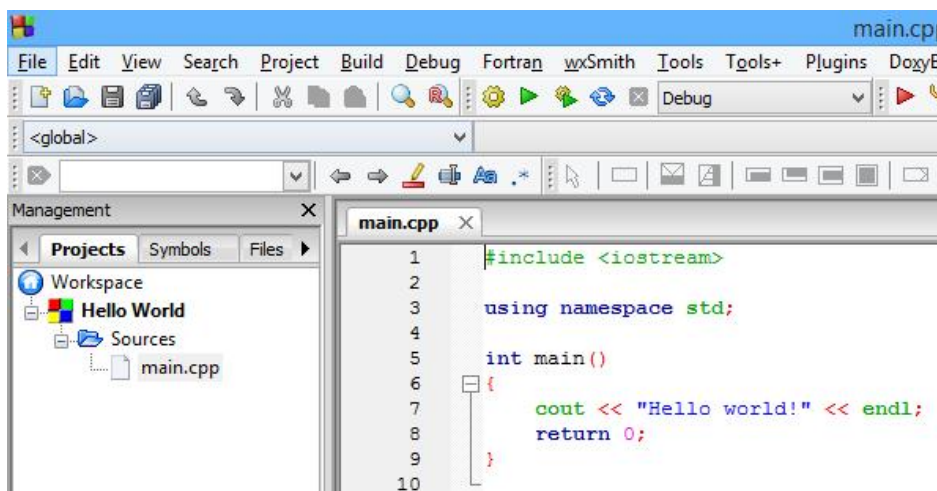 main.cpp
File Edit View Search Project Build Debug Fortran wxSmith Tools Tools+ Plugins DoxyB
Debug
<global>
Aa .*
Management X
Projects Symbols Files
main.cpp X
Workspace
Hello World
Sources
main.cpp
1 #include <iostream>
2
3 using namespace std;
4
5 int main()
6 {
7 cout << "Hello world!" << endl;
8 return 0;
9 }
10